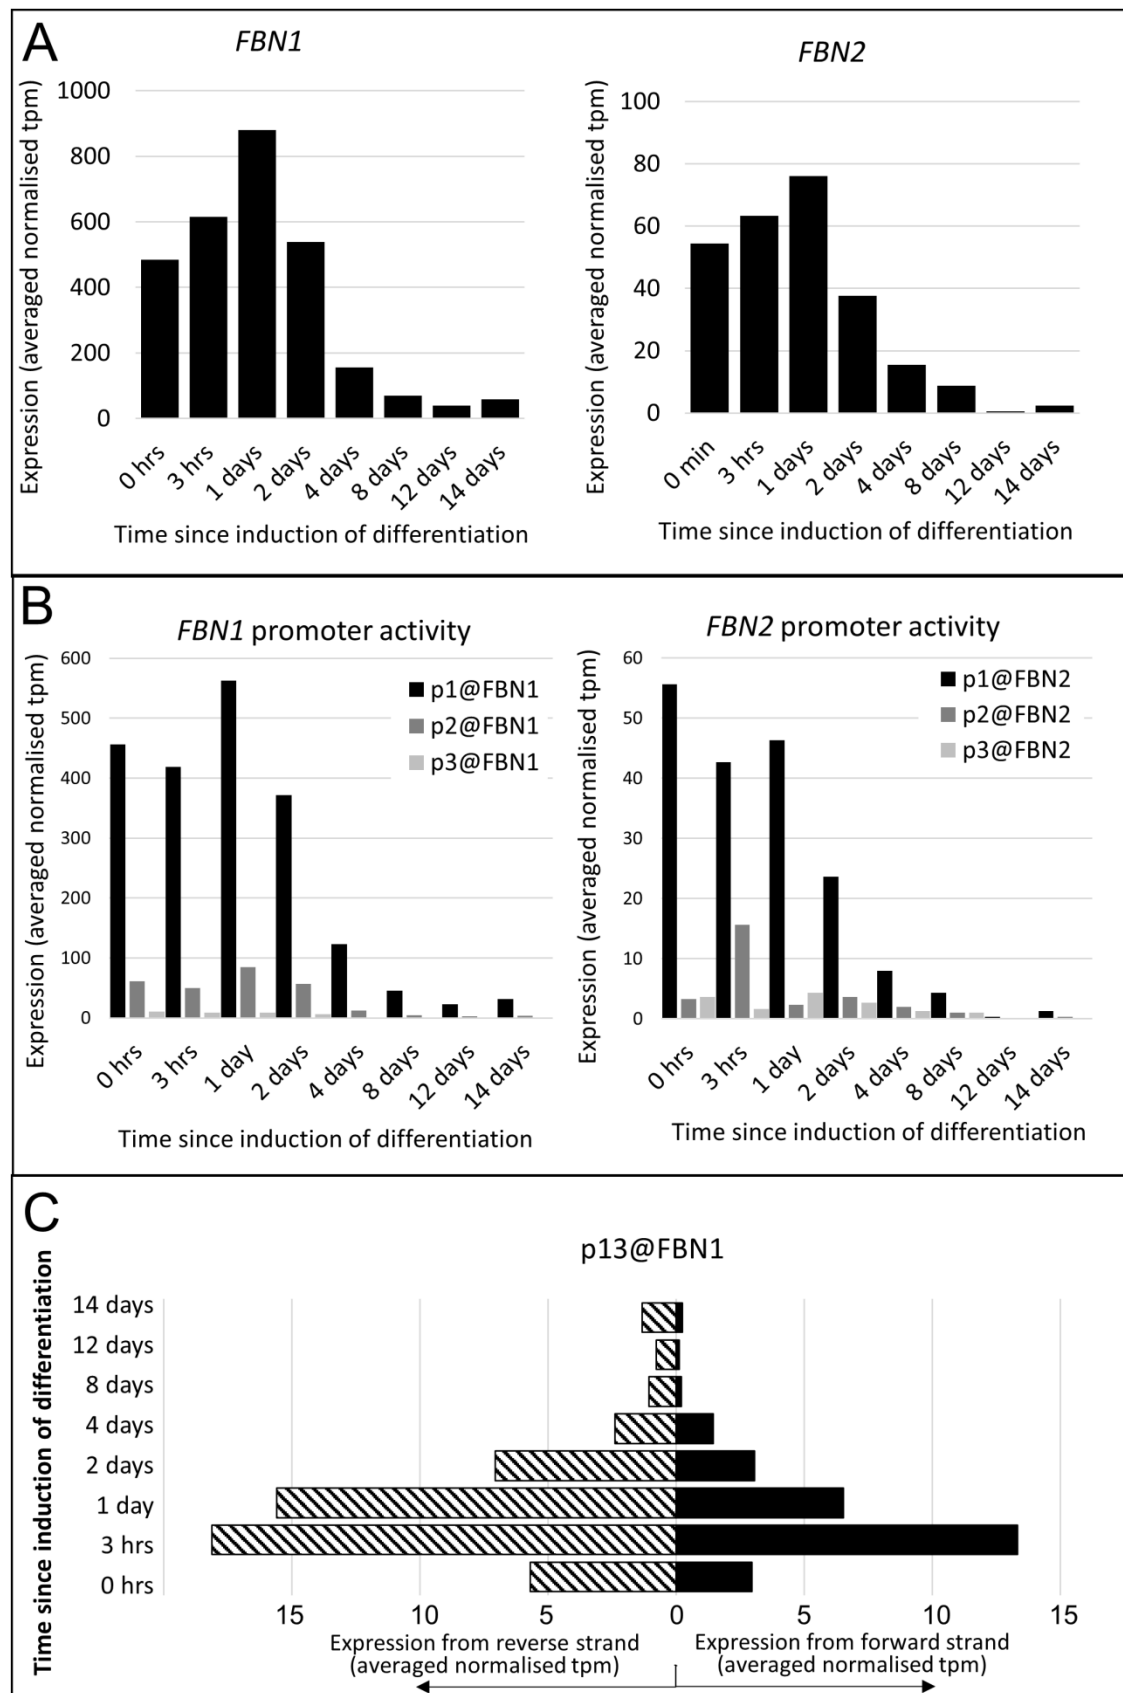 A
FBN1
Expression (averaged normalised tpm)
1000
800
600
400
200
0
0 hrs
3 hrs
1 days
2 days
4 days
8 days
12 days
14 days
Time since induction of differentiation
FBN2
Expression (averaged normalised tpm)
100
80
60
40
20
0
0 min
3 hrs
1 days
2 days
4 days
8 days
12 days
14 days
Time since induction of differentiation
B
FBN1 promoter activity
Expression (averaged normalised tpm)
600
500
400
300
200
100
0
p1@FBN1
p2@FBN1
p3@FBN1
0 hrs
3 hrs
1 day
2 days
4 days
8 days
12 days
14 days
Time since induction of differentiation
FBN2 promoter activity
Expression (averaged normalised tpm)
60
50
40
30
20
10
0
p1@FBN2
p2@FBN2
p3@FBN2
0 hrs
3 hrs
1 day
2 days
4 days
8 days
12 days
14 days
Time since induction of differentiation
C
p13@FBN1
Time since induction of differentiation
14 days
12 days
8 days
4 days
2 days
1 day
3 hrs
0 hrs
15 10 5 0 5 10 15
Expression from reverse strand
(averaged normalised tpm)
Expression from forward strand
(averaged normalised tpm)